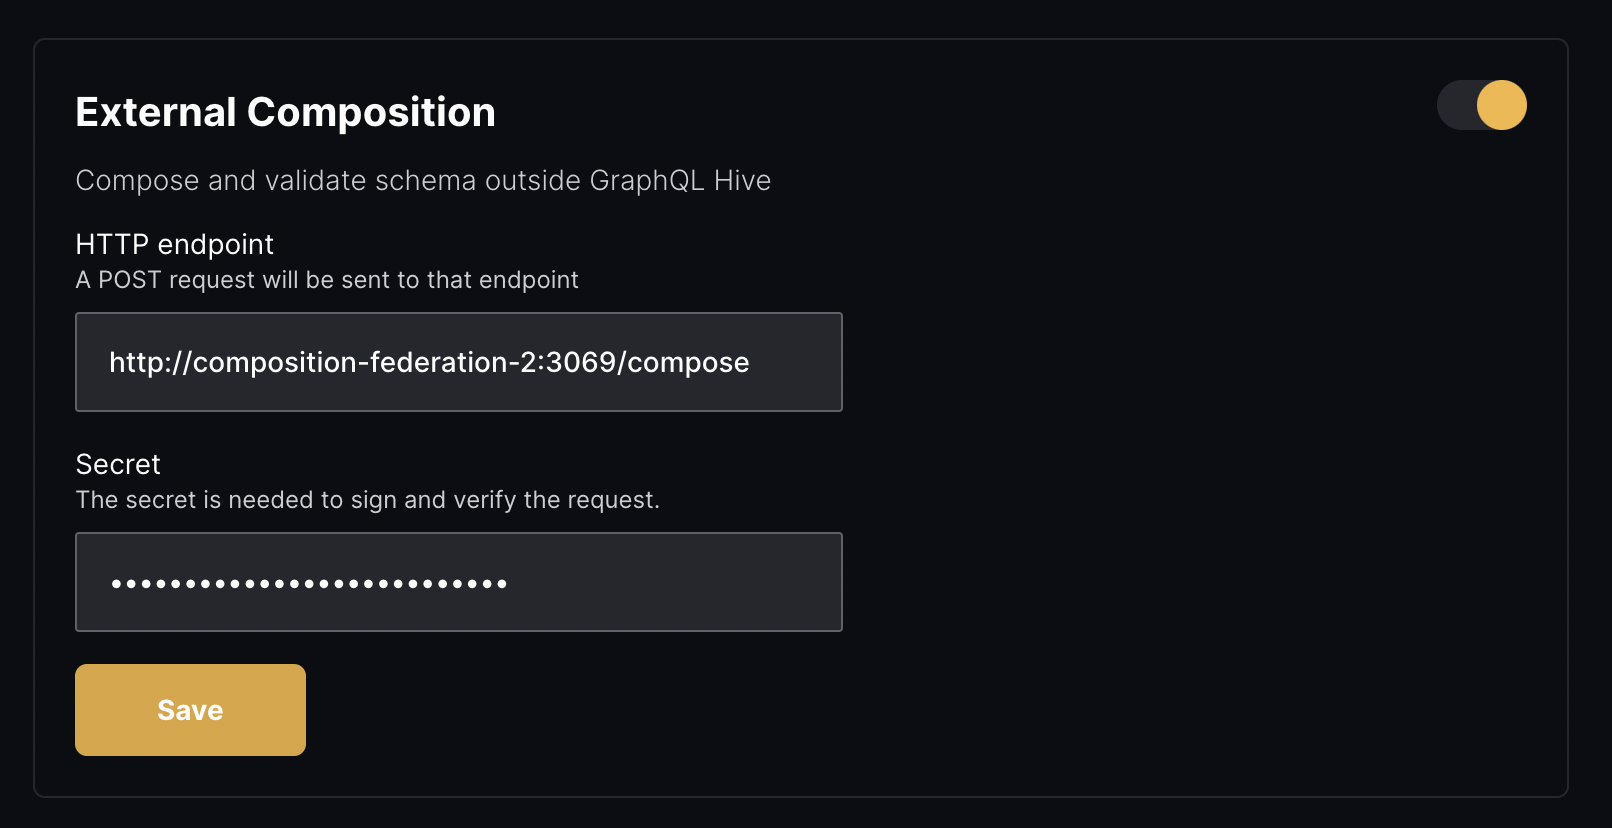 External Composition
Compose and validate schema outside GraphQL Hive
HTTP endpoint
A POST request will be sent to that endpoint
http://composition-federation-2:3069/compose
Secret
The secret is needed to sign and verify the request.
•••••••••••••••••••••••••••
Save